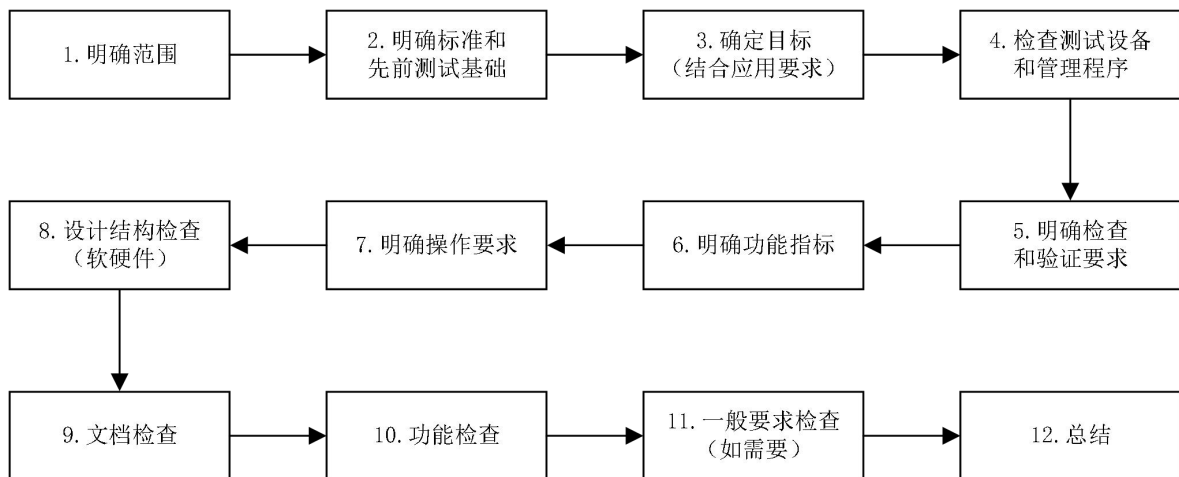 1.明确范围
2.明确标准和
先前测试基础
3.确定目标
（结合应用要求）
4.检查测试设备
和管理程序
5.明确检查
和验证要求
6.明确功能指标
7.明确操作要求
8.设计结构检查
（软硬件）
9.文档检查
10.功能检查
11.一般要求检查
（如需要）
12.总结